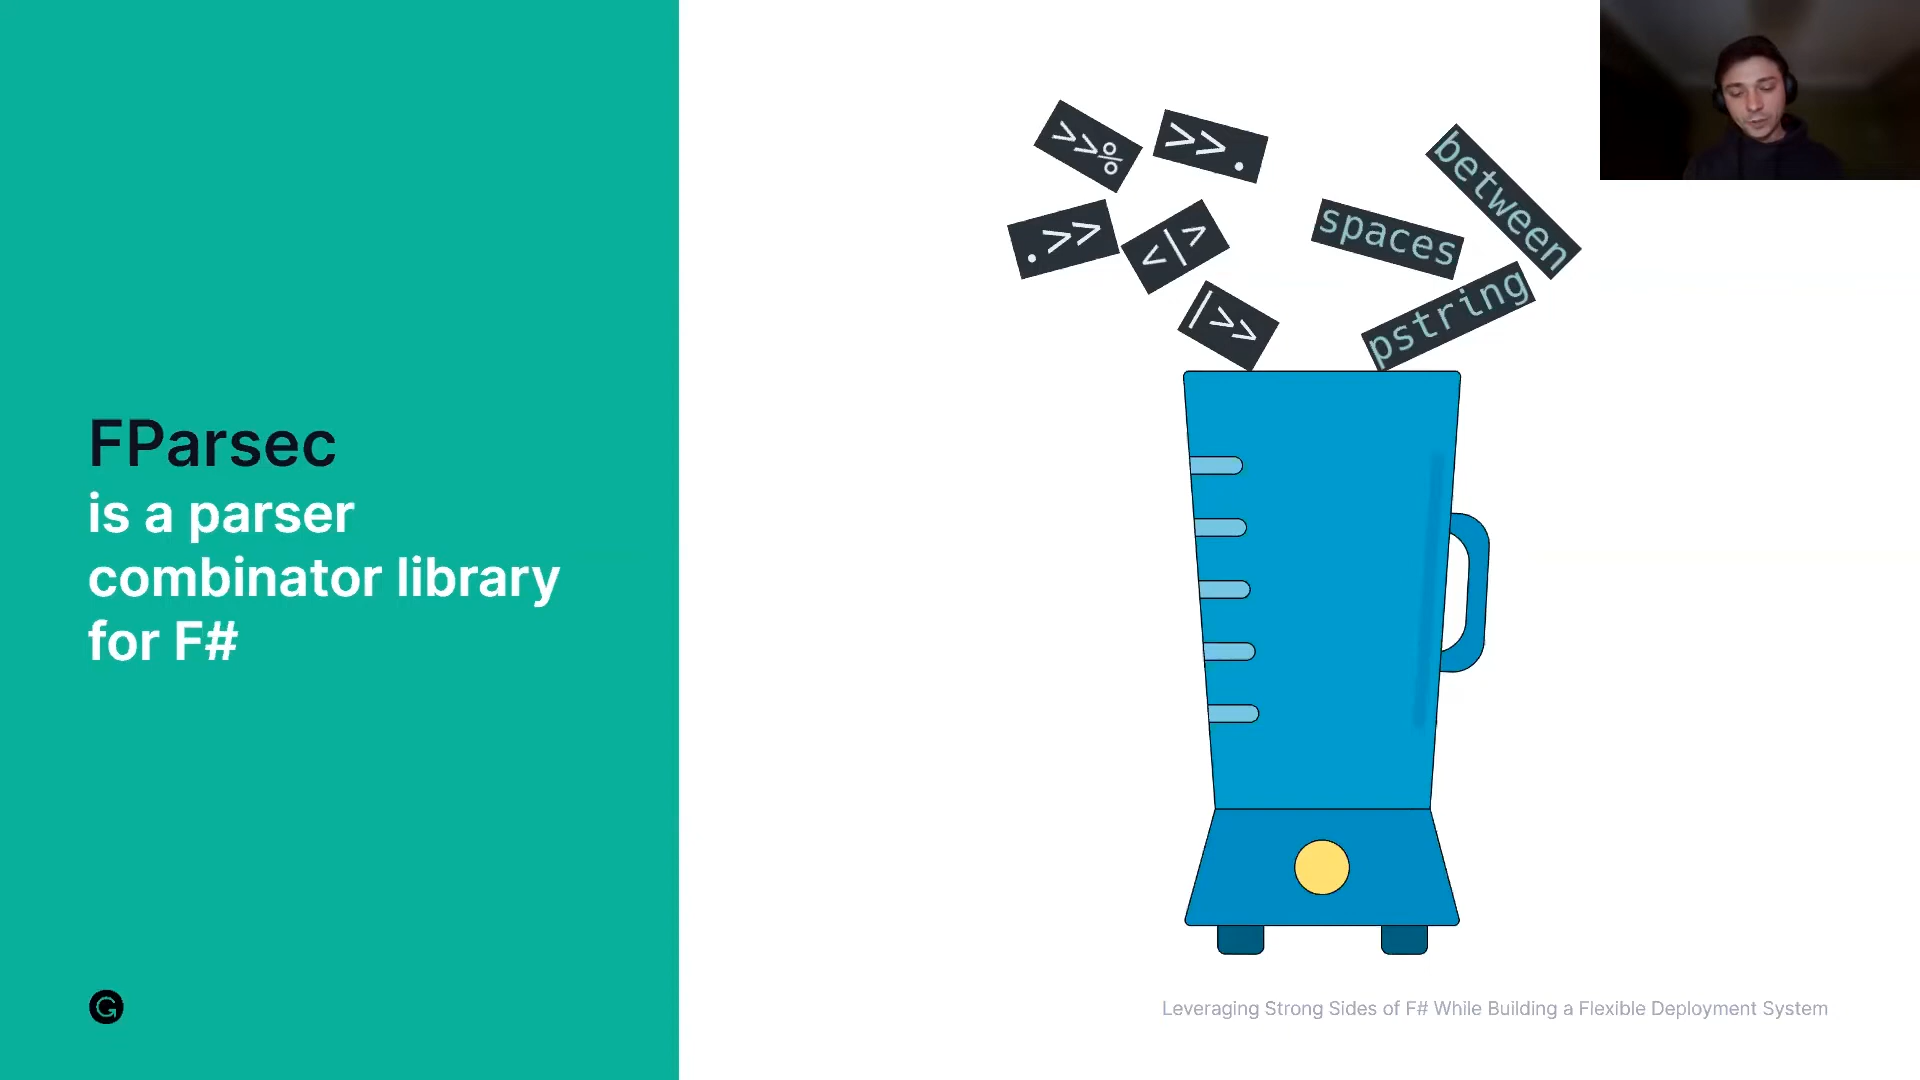 FParsec
is a parser
combinator library
for F#
>>%
>>.
.>>
<|>
|>>
spaces
between
pstring
G
Leveraging Strong Sides of F# While Building a Flexible Deployment System